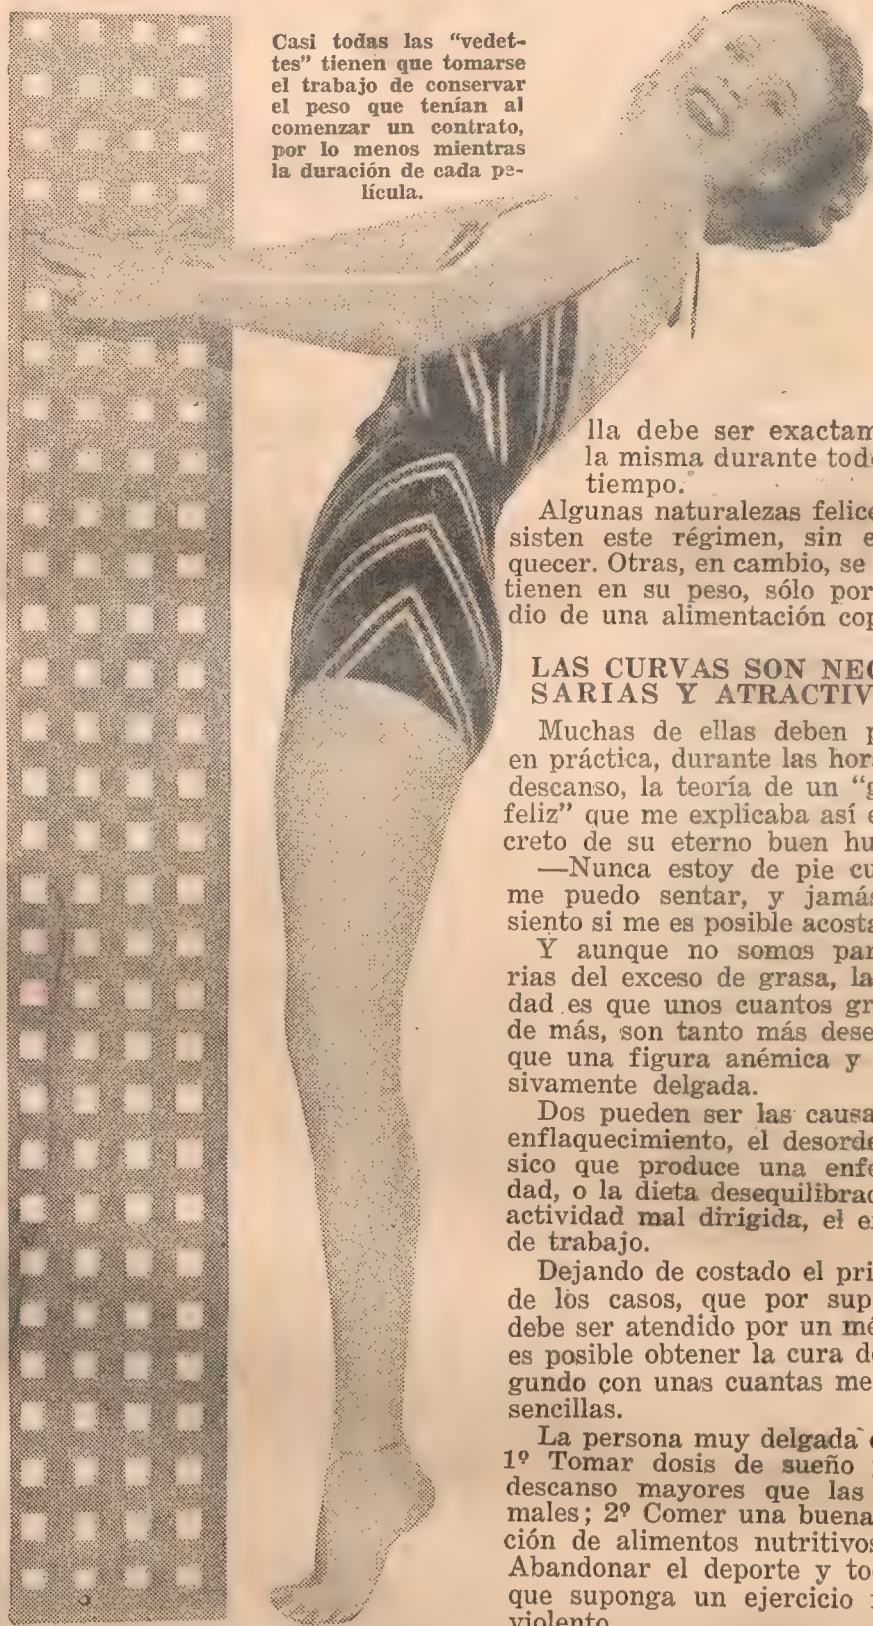 Casi todas las “vedet-
tes” tienen que tomarse
el trabajo de conservar
el peso que tenían al
comenzar un contrato,
por lo menos mientras
la duración de cada pe-
lícula.
lla debe ser exactam
la misma durante tod
tiempo.
Algunas naturalezas felice
sisten este régimen, sin e
quecer. Otras, en cambio, se
tienen en su peso, sólo por
dio de una alimentación cop
LAS CURVAS SON NEC
SARIAS Y ATRACTIV
Muchas de ellas deben p
en práctica, durante las hor
descanso, la teoría de un “g
feliz” que me explicaba así e
creto de su eterno buen hu
—Nunca estoy de pie cu
me puedo sentar, y jamás
siento si me es posible acosta
Y aunque no somos par
rias del exceso de grasa, la
dad es que unos cuantos gr
de más, son tanto más dese
que una figura anémica y
sivamente delgada.
Dos pueden ser las causa
enflaquecimiento, el desord
sico que produce una enfe
dad, o la dieta desequilibrad
actividad mal dirigida, el e
de trabajo.
Dejando de costado el pri
de los casos, que por sup
debe ser atendido por un mé
es posible obtener la cura d
gundo con unas cuantas me
sencillas.
La persona muy delgada
1º Tomar dosis de sueño
descanso mayores que las
males; 2º Comer una buena
ción de alimentos nutritivos
Abandonar el deporte y to
que suponga un ejercicio
violento.